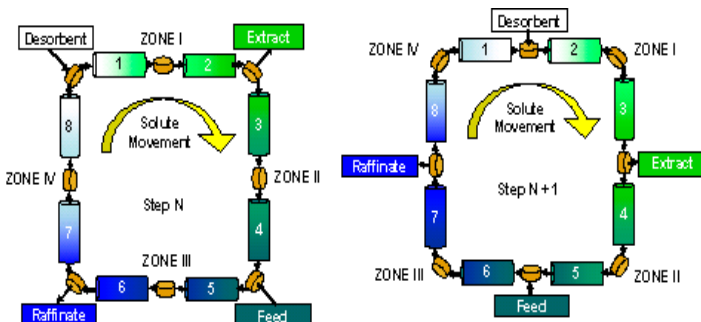 Desorbent
ZONE I
Extract
1
2
8
3
Solute
Movement
ZONE IV
ZONE II
Step N
7
4
ZONE III
6
5
Raffinate
Feed
Desorbent
ZONE IV
1
2
ZONE I
8
3
Solute
Movement
Raffinate
Extract
Step N + 1
7
4
ZONE III
6
5
ZONE II
Feed